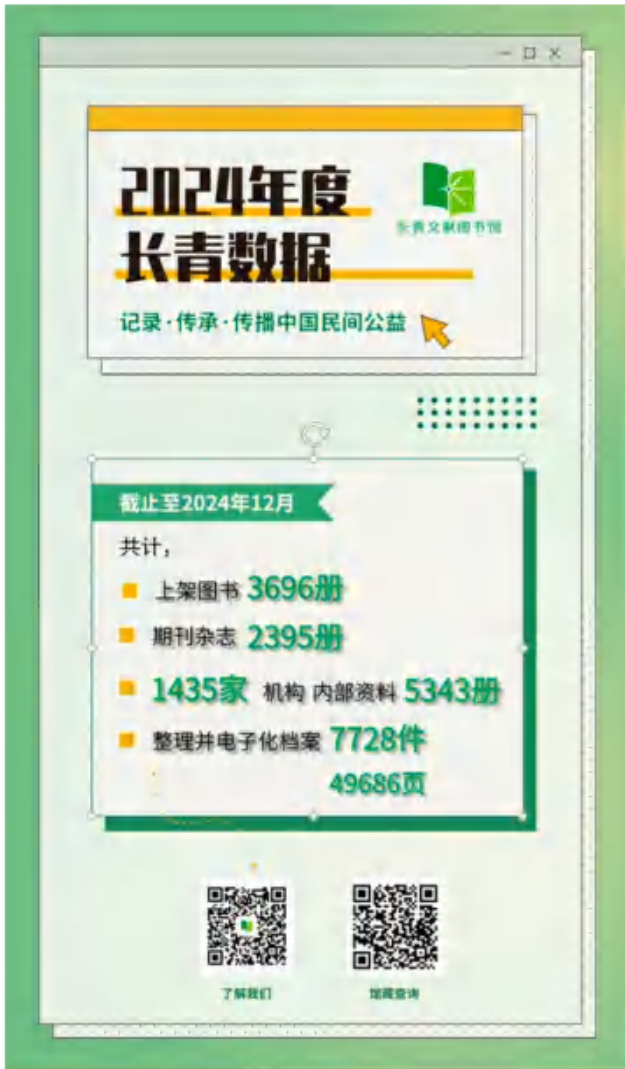 2024年度
长青数据
长青文献图书馆
记录·传承·传播中国民间公益
截止至2024年12月
共计，
上架图书 3696册
期刊杂志 2395册
1435家 机构 内部资料 5343册
整理并电子化档案 7728件
49686页
了解我们
馆藏查询